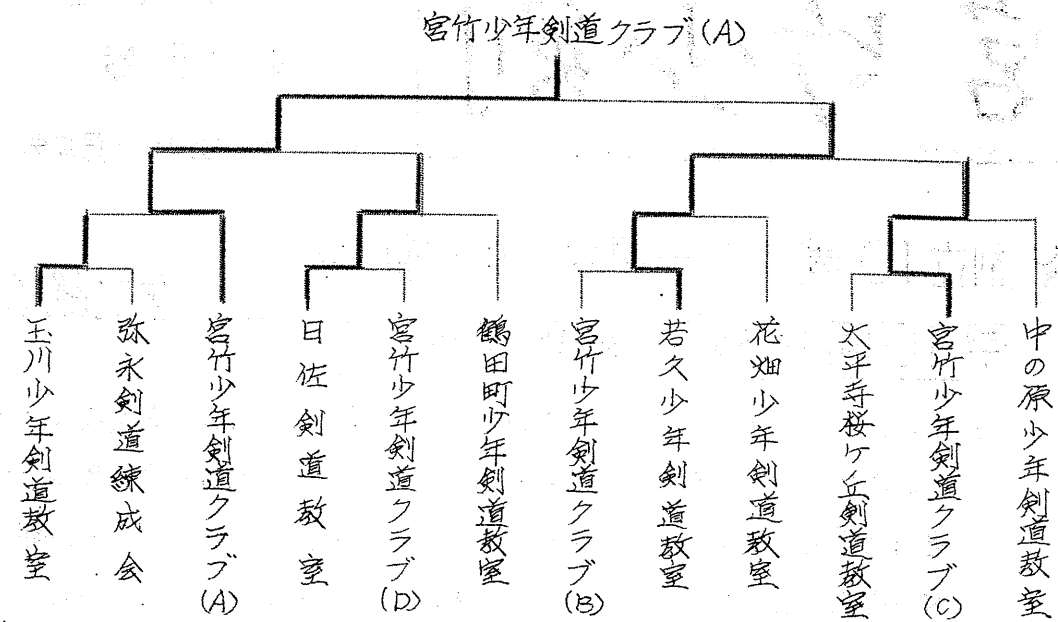 宮竹少年剣道クラブ(A)
玉川少年剣道教室
弥永剣道練成会
宮竹少年剣道クラブ(A)
日佐剣道教室
宮竹少年剣道クラブ(D)
鶴田町少年剣道教室
宮竹少年剣道クラブ(B)
若久少年剣道教室
花畑少年剣道教室
太平寺桜ケ丘剣道教室
宮竹少年剣道クラブ(C)
中の原少年剣道教室